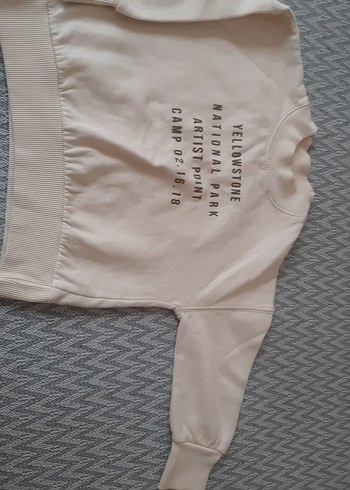 YELLOWSTONE
NATIONAL PARK
ARTIST POINT
CAMP 02.16.18